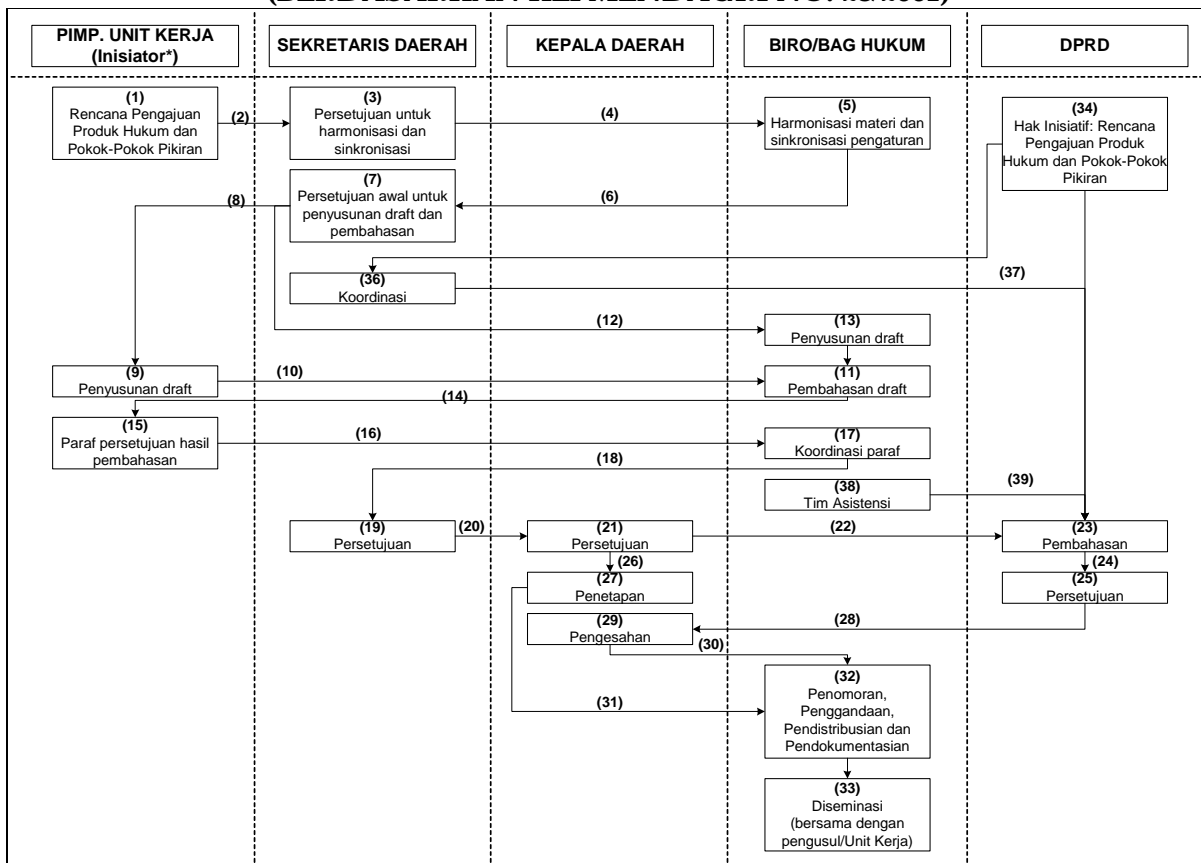 PIMP. UNIT KERJA
(Inisiator*)
SEKRETARIS DAERAH
KEPALA DAERAH
BIRO/BAG HUKUM
DPRD
(1)
Rencana Pengajuan
Produk Hukum dan
Pokok-Pokok Pikiran
(2)
(3)
Persetujuan untuk
harmonisasi dan
sinkronisasi
(4)
(5)
Harmonisasi materi dan
sinkronisasi pengaturan
(34)
Hak Inisiatif: Rencana
Pengajuan Produk
Hukum dan Pokok-Pokok
Pikiran
(6)
(7)
Persetujuan awal untuk
penyusunan draft dan
pembahasan
(8)
(36)
Koordinasi
(37)
(12)
(13)
Penyusunan draft
(9)
Penyusunan draft
(10)
(11)
Pembahasan draft
(14)
(15)
Paraf persetujuan hasil
pembahasan
(16)
(17)
Koordinasi paraf
(18)
(38)
Tim Asistensi
(39)
(19)
Persetujuan
(20)
(21)
Persetujuan
(22)
(23)
Pembahasan
(24)
(25)
Persetujuan
(26)
(27)
Penetapan
(28)
(29)
Pengesahan
(30)
(31)
(32)
Penomoran,
Penggandaan,
Pendistribusian dan
Pendokumentasian
(33)
Diseminasi
(bersama dengan
pengusul/Unit Kerja)